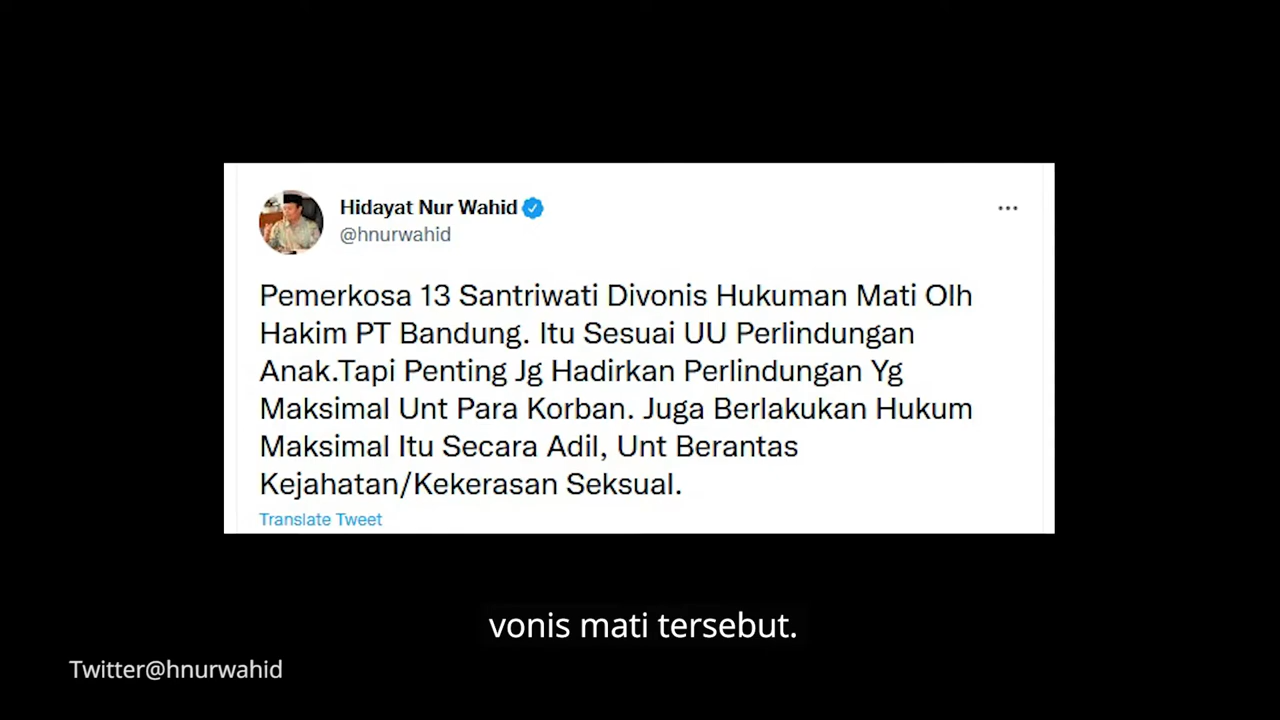 Hidayat Nur Wahid
@hnurwahid
Pemerkosa 13 Santriwati Divonis Hukuman Mati Olh
Hakim PT Bandung. Itu Sesuai UU Perlindungan
Anak.Tapi Penting Jg Hadirkan Perlindungan Yg
Maksimal Unt Para Korban. Juga Berlakukan Hukum
Maksimal Itu Secara Adil, Unt Berantas
Kejahatan/Kekerasan Seksual.
Translate Tweet
vonis mati tersebut.
Twitter@hnurwahid